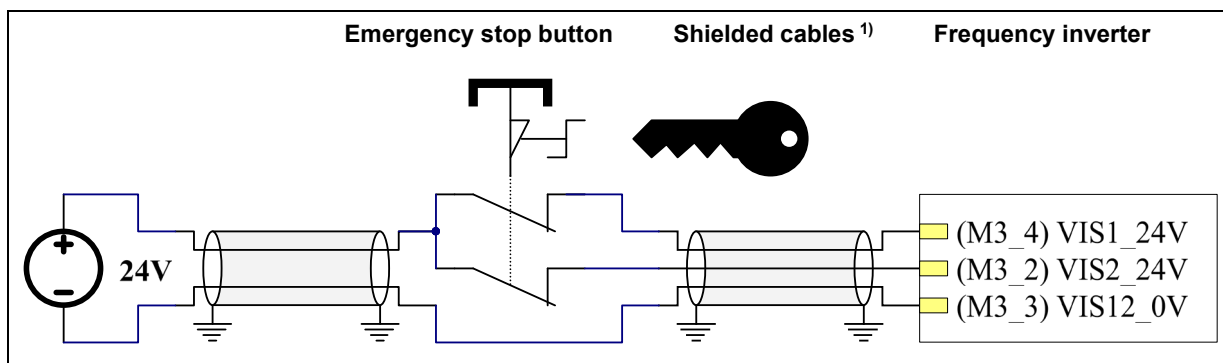 Emergency stop button Shielded cables 1) Frequency inverter
(M3_4) VIS1_24V
24V (M3_2) VIS2_24V
(M3_3) VIS12_0V